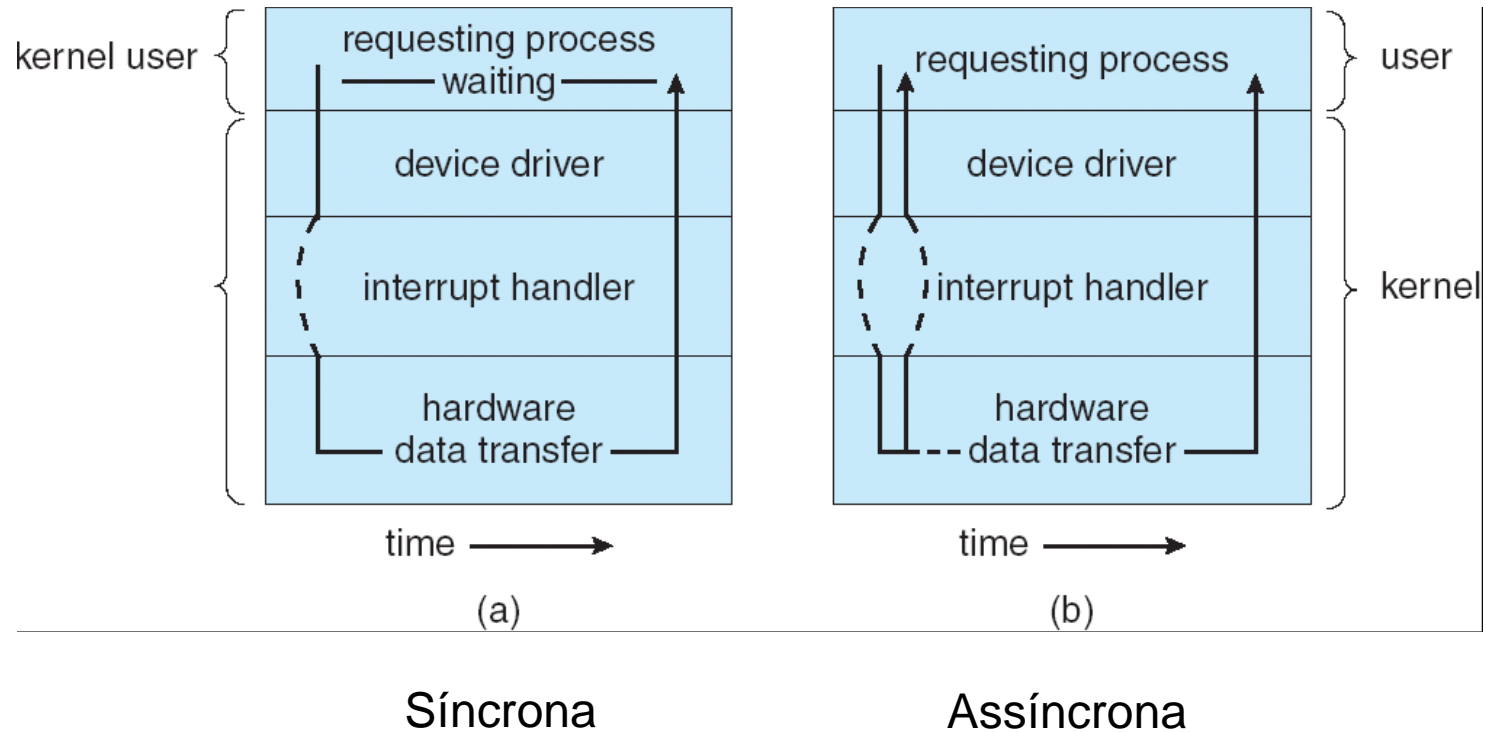 kernel user
requesting process
waiting
device driver
interrupt handler
hardware
data transfer
time
(a)
requesting process
device driver
interrupt handler
hardware
data transfer
time
(b)
user
kernel
Síncrona
Assíncrona